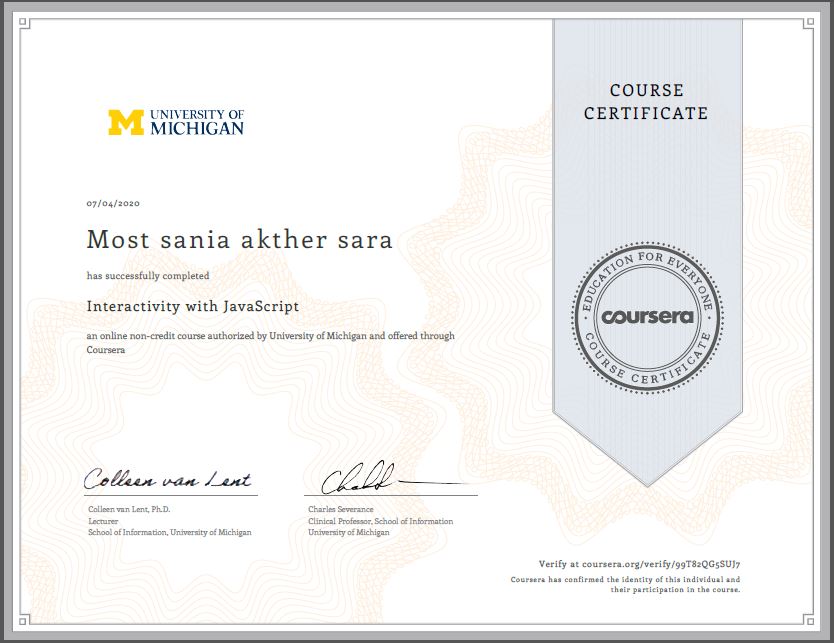 UNIVERSITY OF
MICHIGAN
COURSE
CERTIFICATE
07/04/2020
Most sania akther sara
has successfully completed
Interactivity with JavaScript
an online non-credit course authorized by University of Michigan and offered through
Coursera
EDUCATION FOR EVERYONE
coursera
COURSE CERTIFICATE
Colleen van Lent
Colleen van Lent, Ph.D.
Lecturer
School of Information, University of Michigan
Charles Severance
Clinical Professor, School of Information
University of Michigan
Verify at coursera.org/verify/99T82QG5SUJ7
Coursera has confirmed the identity of this individual and
their participation in the course.